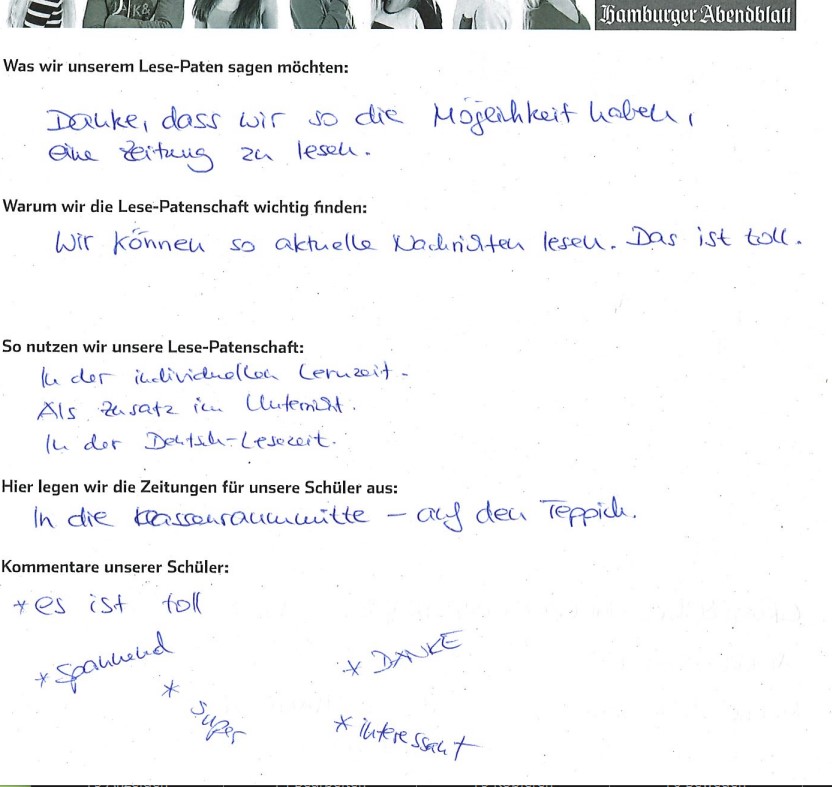 Hamburger Abendblatt
Was wir unserem Lese-Paten sagen möchten:
Danke, dass wir so die Möglichkeit haben,
eine Zeitung zu lesen.
Warum wir die Lese-Patenschaft wichtig finden:
Wir können so aktuelle Nachrichten lesen. Das ist toll.
So nutzen wir unsere Lese-Patenschaft:
In der individuellen Lernzeit.
Als Zusatz im Unterricht.
In der Deutsch-Lesezeit.
Hier legen wir die Zeitungen für unsere Schüler aus:
In die Klassenraummitte – auf den Teppich.
Kommentare unserer Schüler:
* es ist toll
* Spannend
* DANKE
* super
* interessant